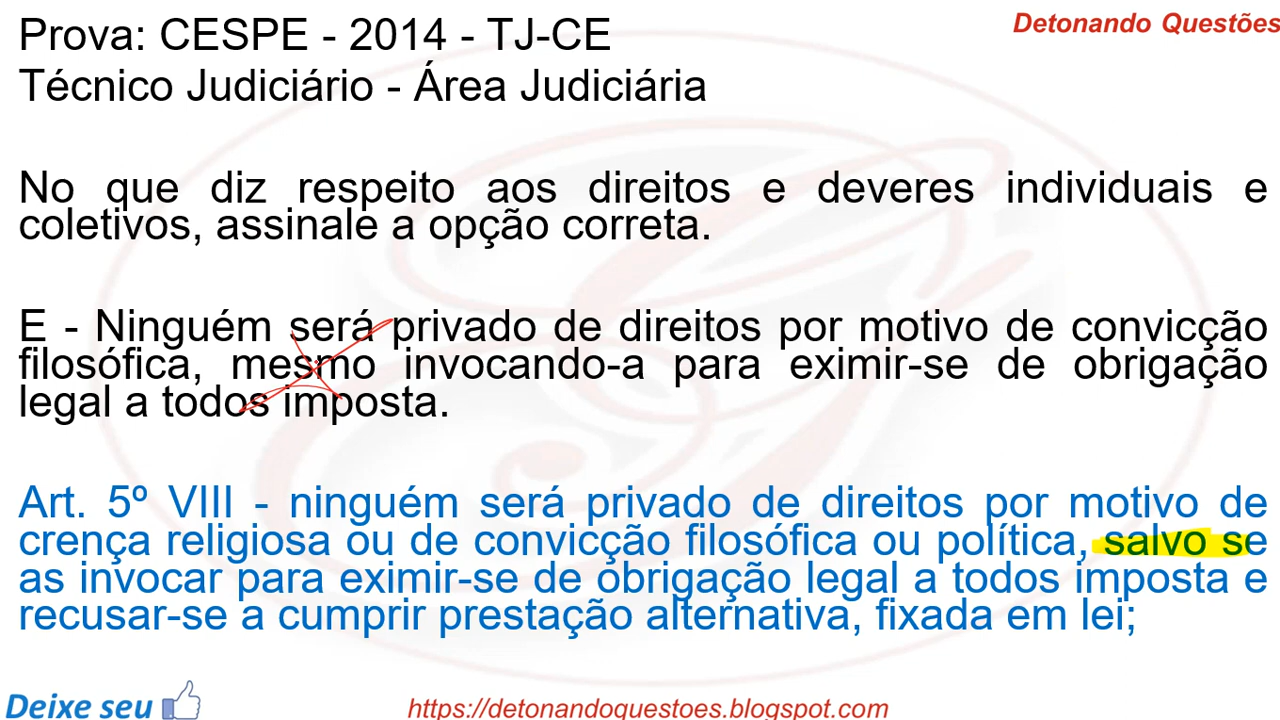 Prova: CESPE - 2014 - TJ-CE
Detonando Questões
Técnico Judiciário - Área Judiciária
No que diz respeito aos direitos e deveres individuais e
coletivos, assinale a opção correta.
E - Ninguém será privado de direitos por motivo de convicção
filosófica, mesmo invocando-a para eximir-se de obrigação
legal a todos imposta.
Art. 5º VIII - ninguém será privado de direitos por motivo de
crença religiosa ou de convicção filosófica ou política, salvo se
as invocar para eximir-se de obrigação legal a todos imposta e
recusar-se a cumprir prestação alternativa, fixada em lei;
Deixe seu
https://detonandoquestoes.blogspot.com